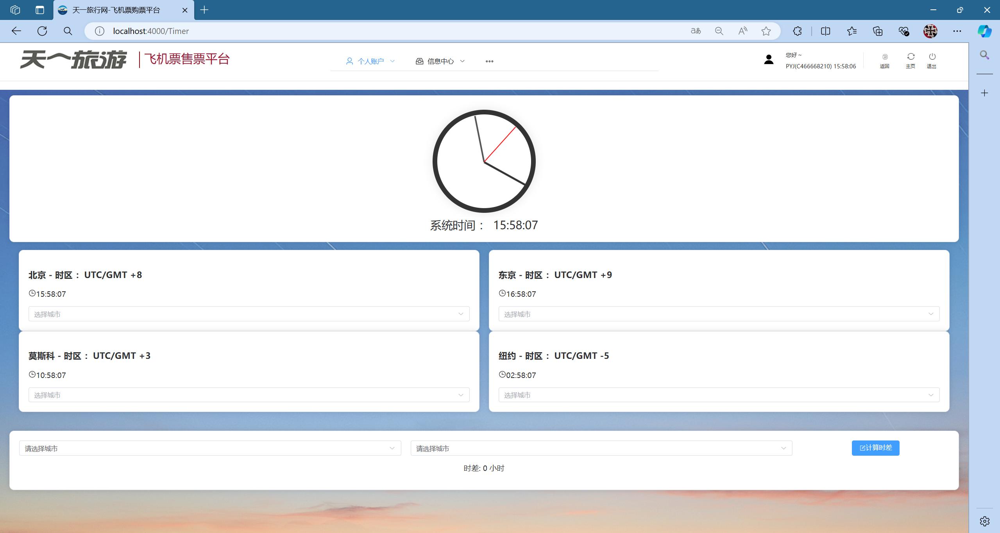 天一旅行网-飞机票购票平台
localhost:4000/Timer
天一旅游
飞机票售票平台
个人账户
信息中心
您好 ~
PYJ(C466668210) 15:58:06
返回
主页
退出
系统时间： 15:58:07
北京 - 时区： UTC/GMT +8
15:58:07
选择城市
东京 - 时区： UTC/GMT +9
16:58:07
选择城市
莫斯科 - 时区： UTC/GMT +3
10:58:07
选择城市
纽约 - 时区： UTC/GMT -5
02:58:07
选择城市
请选择城市
请选择城市
计算时差
时差: 0 小时